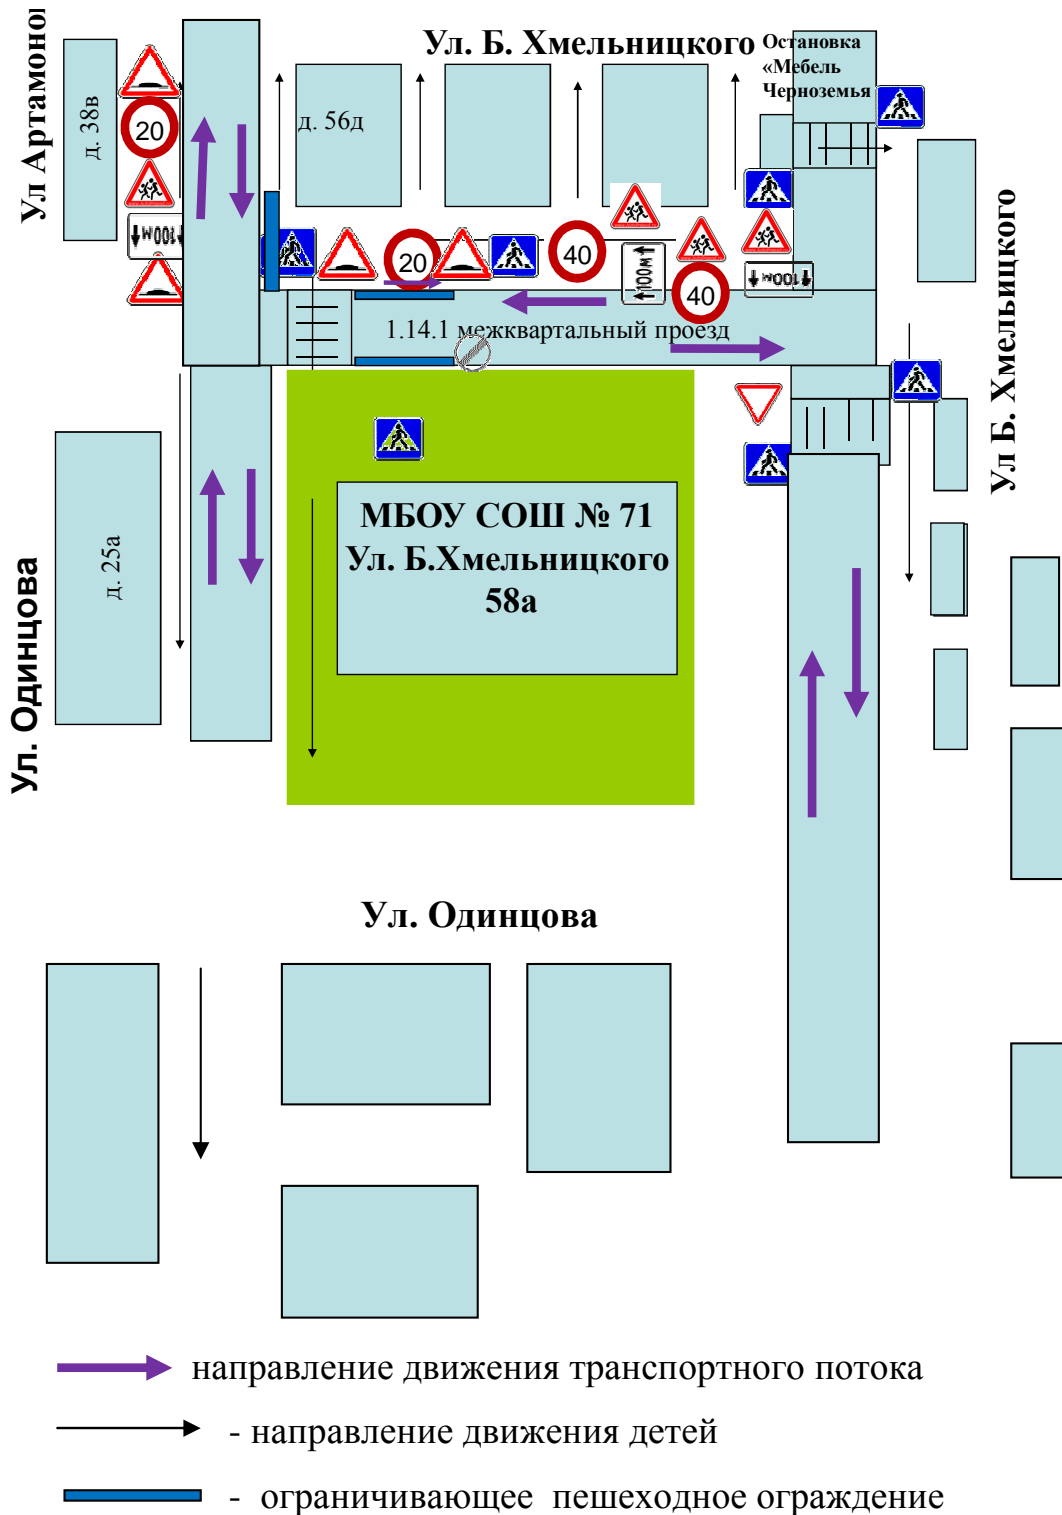 Ул. Б. Хмельницкого
Остановка
«Мебель
Черноземья
Ул
д. 38в
20
100м
д. 56д
20
40
100м
40
100м
1.14.1 межквартальный проезд
Ул Б. Хмельицкого
МБОУ СОШ № 71
Ул. Б.Хмельницкого
58а
д. 25а
Ул. Одинцова
Ул. Одинцова
направление движения транспортного потока
- направление движения детей
- ограничивающее пешеходное ограждение